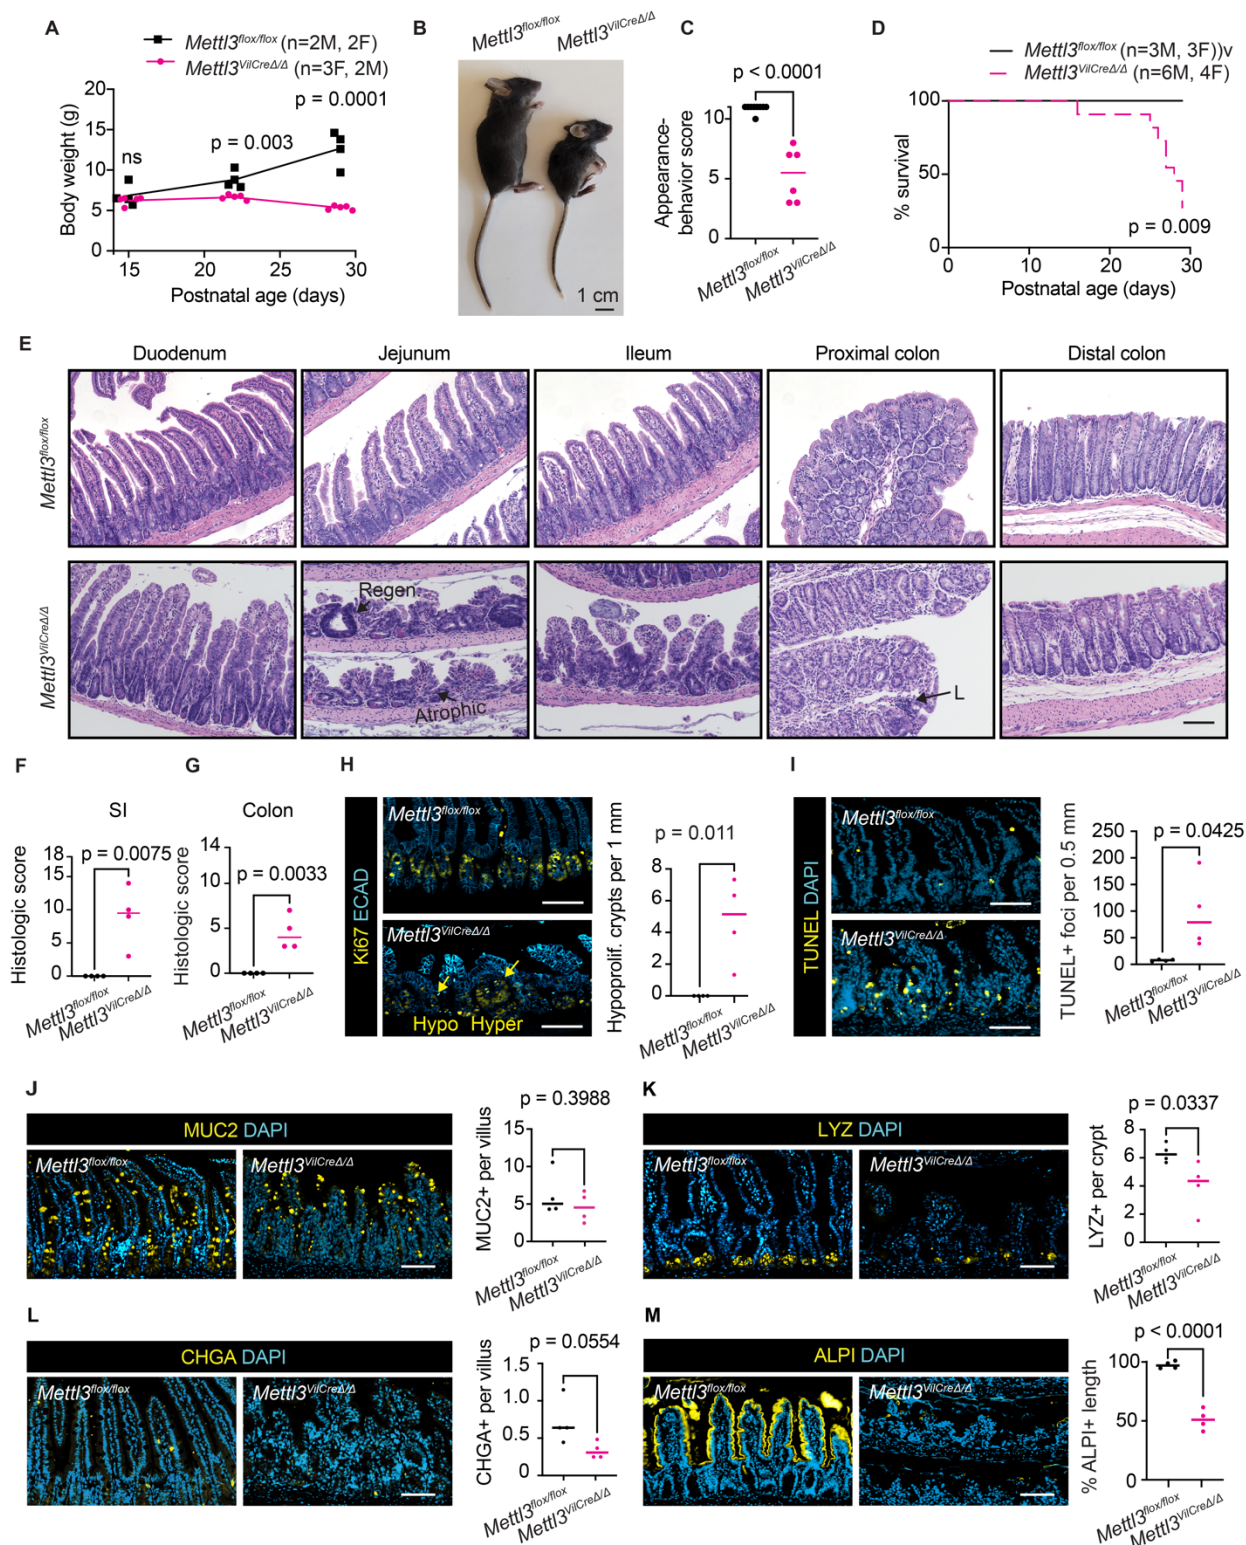 A
Mettl3flox/flox (n=2M, 2F)
Mettl3VilCreΔ/Δ (n=3F, 2M)
p = 0.0001
p = 0.003
ns
Body weight (g)
20
15
10
5
0
15
20
25
30
Postnatal age (days)
B
Mettl3flox/flox
Mettl3VilCreΔ/Δ
1 cm
C
p < 0.0001
Appearance-
behavior score
10
5
0
Mettl3flox/flox
Mettl3VilCreΔ/Δ
D
Mettl3flox/flox (n=3M, 3F))v
Mettl3VilCreΔ/Δ (n=6M, 4F)
% survival
100
50
0
p = 0.009
0
10
20
30
Postnatal age (days)
E
Duodenum
Jejunum
Ileum
Proximal colon
Distal colon
Mettl3flox/flox
Mettl3VilCreΔ/Δ
Regen.
Atrophic
L
F
SI
p = 0.0075
Histologic score
18
15
10
5
0
Mettl3flox/flox
Mettl3VilCreΔ/Δ
G
Colon
p = 0.0033
Histologic score
14
10
5
0
Mettl3flox/flox
Mettl3VilCreΔ/Δ
H
Ki67 ECAD
Mettl3flox/flox
Mettl3VilCreΔ/Δ
Hypo
Hyper
Hypoprolif. crypts per 1 mm
p = 0.011
8
6
4
2
0
Mettl3flox/flox
Mettl3VilCreΔ/Δ
I
TUNEL DAPI
Mettl3flox/flox
Mettl3VilCreΔ/Δ
TUNEL+ foci per 0.5 mm
p = 0.0425
250
200
150
100
50
0
Mettl3flox/flox
Mettl3VilCreΔ/Δ
J
MUC2 DAPI
Mettl3flox/flox
Mettl3VilCreΔ/Δ
p = 0.3988
MUC2+ per villus
15
10
5
0
Mettl3flox/flox
Mettl3VilCreΔ/Δ
K
LYZ DAPI
Mettl3flox/flox
Mettl3VilCreΔ/Δ
p = 0.0337
LYZ+ per crypt
8
6
4
2
0
Mettl3flox/flox
Mettl3VilCreΔ/Δ
L
CHGA DAPI
Mettl3flox/flox
Mettl3VilCreΔ/Δ
p = 0.0554
CHGA+ per villus
1.5
1.0
0.5
0
Mettl3flox/flox
Mettl3VilCreΔ/Δ
M
ALPI DAPI
Mettl3flox/flox
Mettl3VilCreΔ/Δ
p < 0.0001
% ALPI+ length
100
50
0
Mettl3flox/flox
Mettl3VilCreΔ/Δ